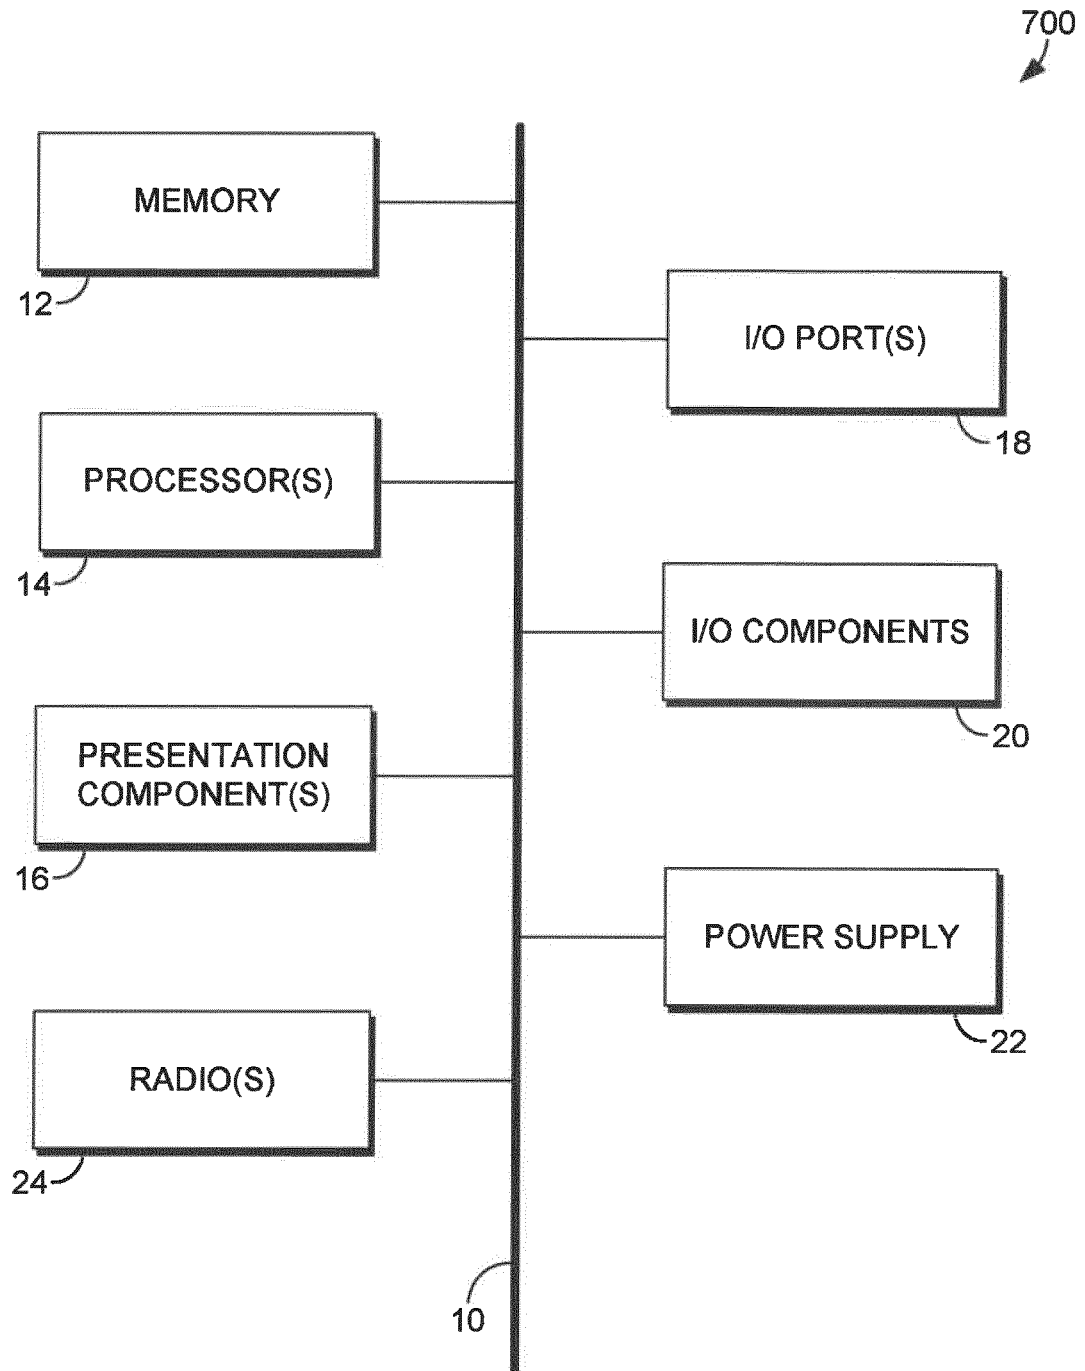 700
MEMORY
12
I/O PORT(S)
18
PROCESSOR(S)
14
I/O COMPONENTS
20
PRESENTATION
COMPONENT(S)
16
POWER SUPPLY
22
RADIO(S)
24
10